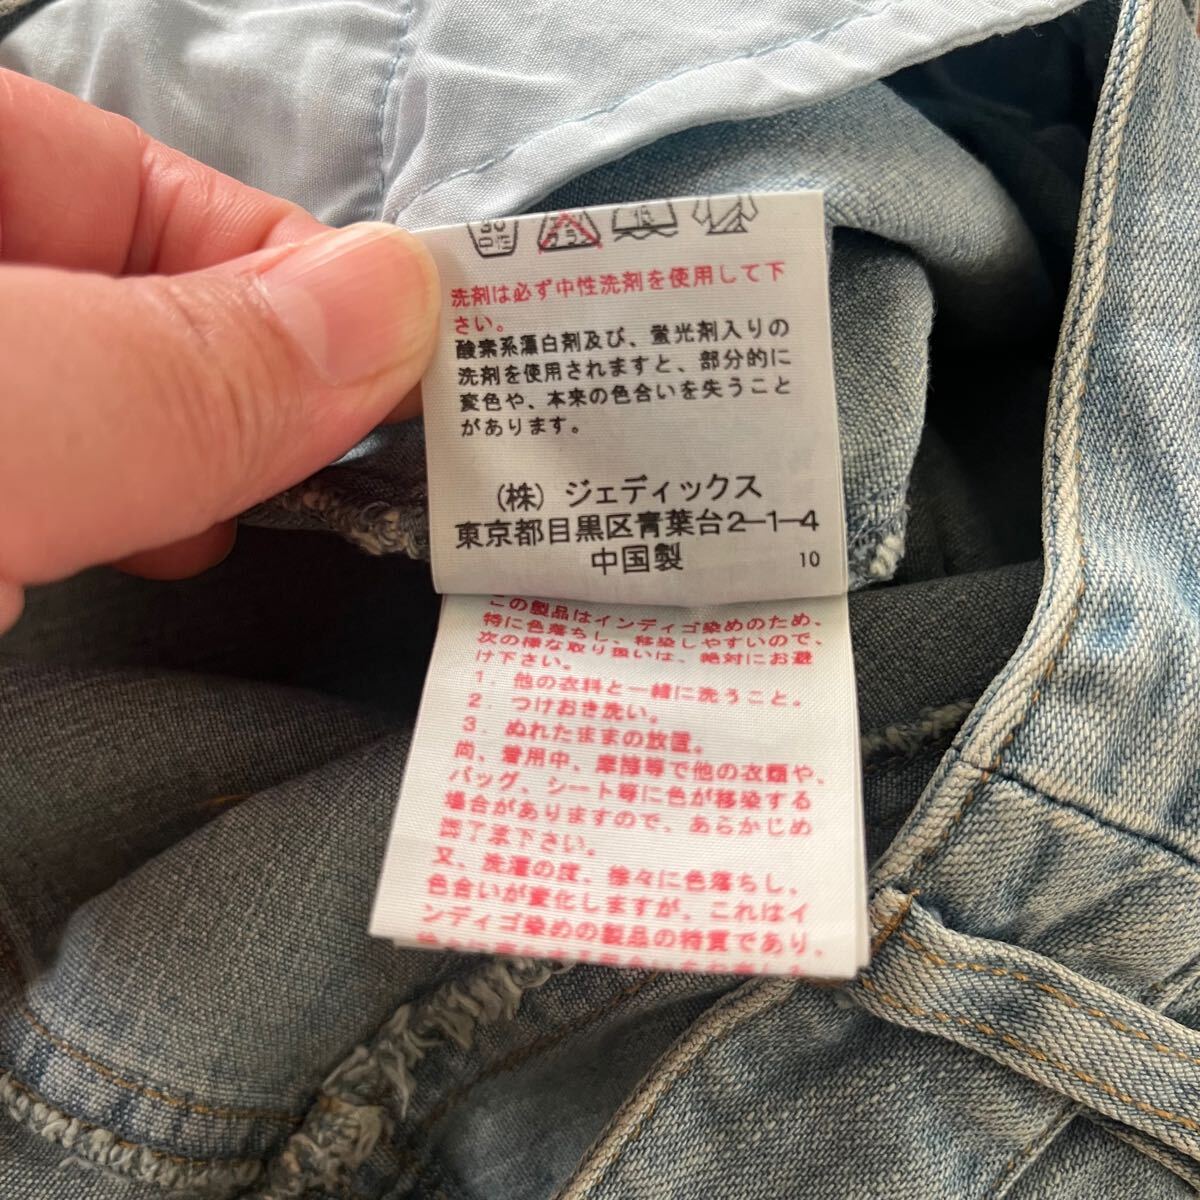 30
中性
洗剤は必ず中性洗剤を使用して下
さい。
酸素系漂白剤及び、蛍光剤入りの
洗剤を使用されますと、部分的に
変色や、本来の色合いを失うこと
があります。
(株) ジェディックス
東京都目黒区青葉台2-1-4
中国製
10
この製品はインディゴ染めのため、
特に色落ちし、移染しやすいので、
次の様な取り扱いは、絶対にお避
け下さい。
1. 他の衣料と一緒に洗うこと。
2. つけおき洗い。
3. ぬれたままの放置。
尚、着用中、摩擦等で他の衣類や、
バッグ、シート等に色が移染する
場合がありますので、あらかじめ
御了承下さい。
又、洗濯の度、徐々に色落ちし、
色合いが変化しますが、これはイ
ンディゴ染めの製品の特質であり、